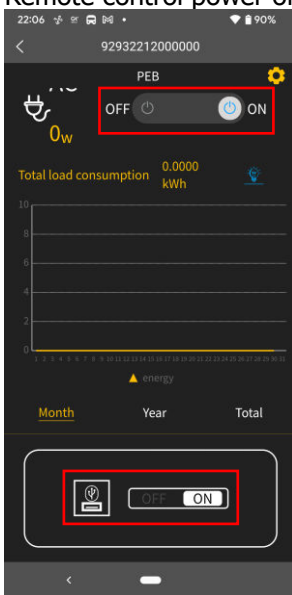 Remote control power o
22:06 90%
92932212000000
PEB
AC
OFF ON
0w
Total load consumption 0.0000 kWh
10
8
6
4
2
0
1 2 3 4 5 6 7 8 9 10 11 12 13 14 15 16 17 18 19 20 21 22 23 24 25 26 27 28 29 30 31
energy
Month Year Total
OFF ON